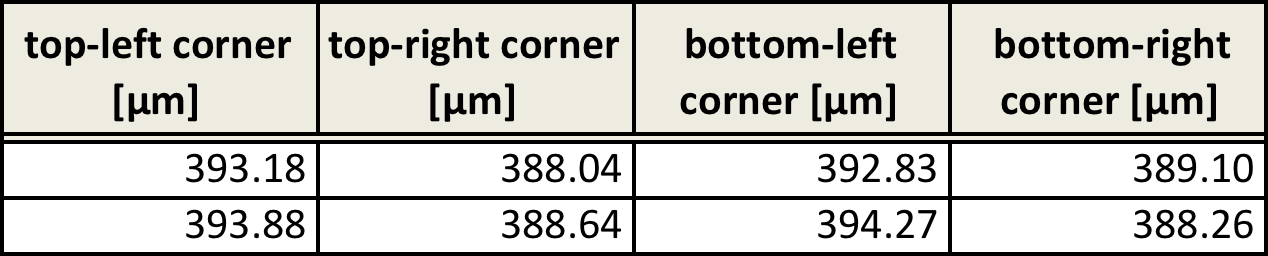 top-left corner top-right corner bottom-left bottom-right
[µm] [µm] corner [µm] corner [µm]
393.18 388.04 392.83 389.10
393.88 388.64 394.27 388.26